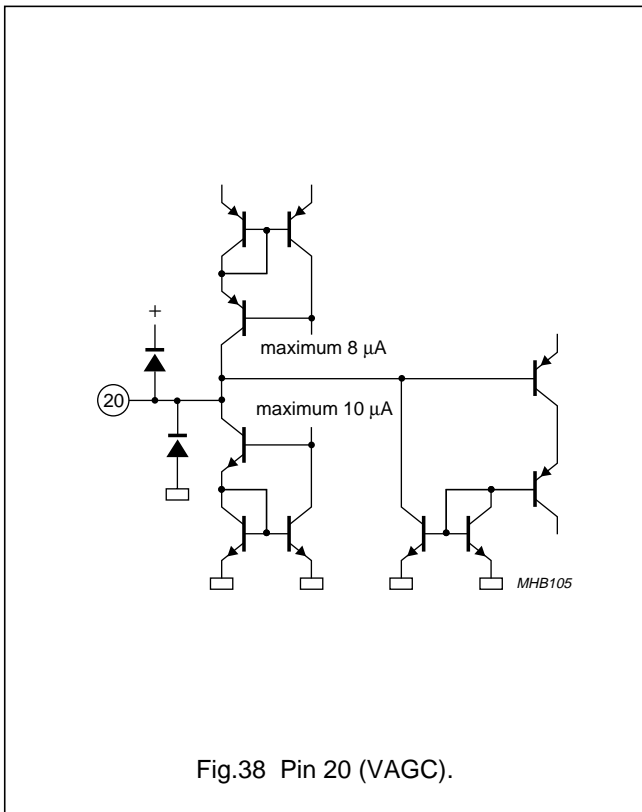 +
maximum 8 μA
20
maximum 10 μA
MHB105
Fig.38 Pin 20 (VAGC).